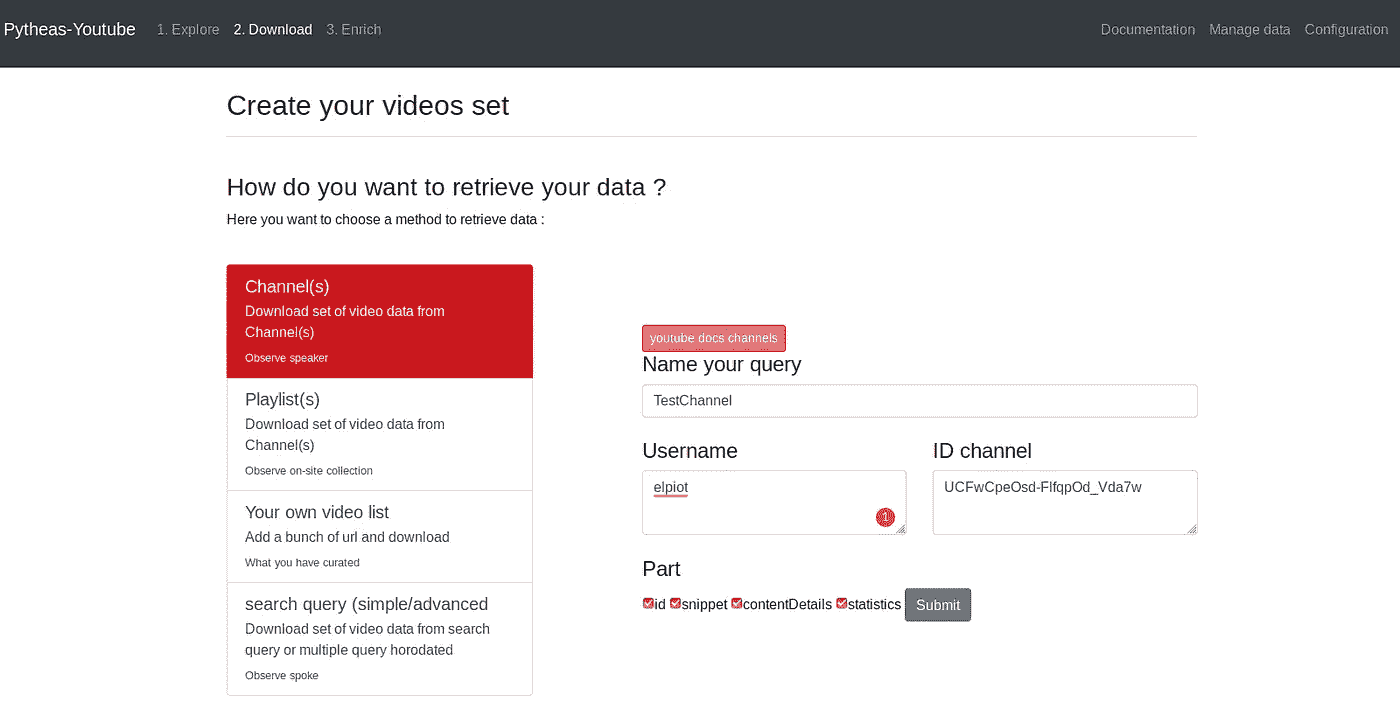 Pytheas-Youtube 1. Explore 2. Download 3. Enrich Documentation Manage data Configuration
Create your videos set
How do you want to retrieve your data ?
Here you want to choose a method to retrieve data :
Channel(s)
Download set of video data from
Channel(s)
Observe speaker
Playlist(s)
Download set of video data from
Channel(s)
Observe on-site collection
Your own video list
Add a bunch of url and download
What you have curated
search query (simple/advanced
Download set of video data from search
query or multiple query horodated
Observe spoke
youtube docs channels
Name your query
TestChannel
Username ID channel
elpiot UCFwCpeOsd-FlfqpOd_Vda7w
1
Part
id snippet contentDetails statistics Submit